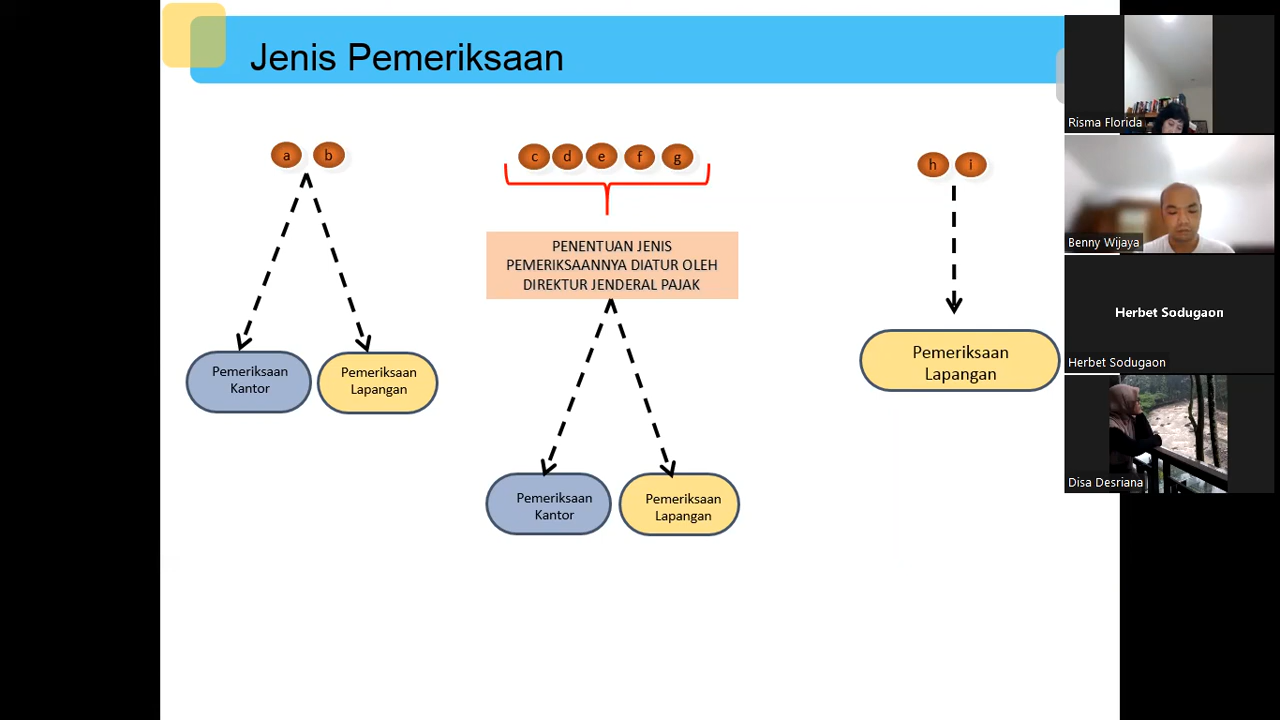 Jenis Pemeriksaan
a b
c d e f g
h i
PENENTUAN JENIS
PEMERIKSAANNYA DIATUR OLEH
DIREKTUR JENDERAL PAJAK
Pemeriksaan
Kantor
Pemeriksaan
Lapangan
Pemeriksaan
Lapangan
Pemeriksaan
Kantor
Pemeriksaan
Lapangan
Risma Florida
Benny Wijaya
Herbet Sodugaon
Herbet Sodugaon
Disa Desriana